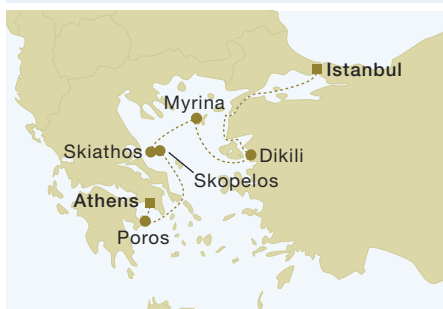 Istanbul
Myrina
Skiathos
Dikili
Skopelos
Athens
Poros